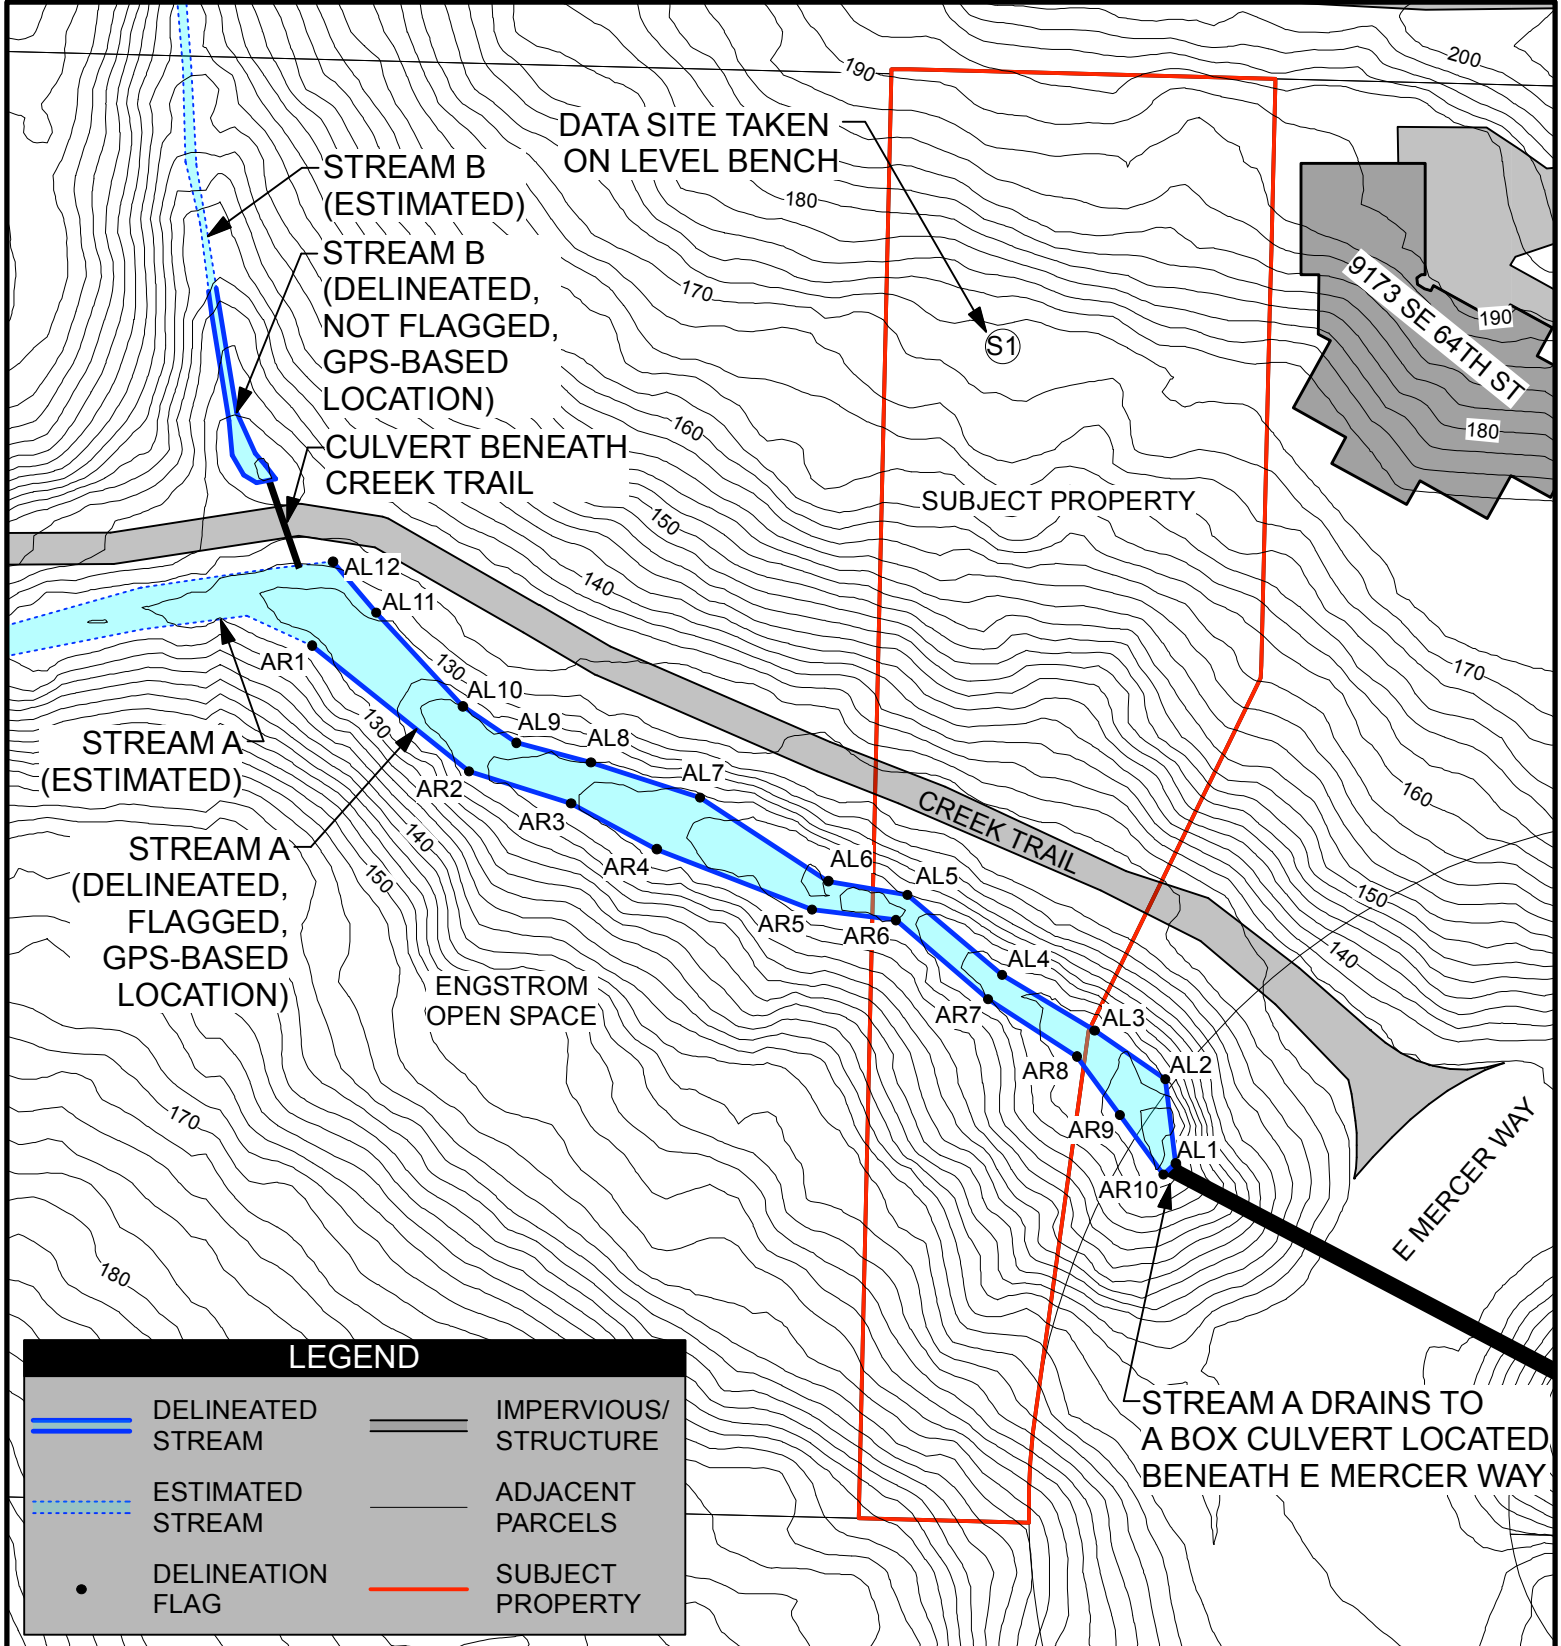 200
190
DATA SITE TAKEN
ON LEVEL BENCH
STREAM B
(ESTIMATED)
180
STREAM B
(DELINEATED,
NOT FLAGGED,
GPS-BASED
LOCATION)
170
9173 SE 64TH ST
190
S1
160
180
CULVERT BENEATH
CREEK TRAIL
SUBJECT PROPERTY
150
AL12
140
AL11
AR1
130
170
AL10
130
AL9
AL8
STREAM A
(ESTIMATED)
AR2
AL7
160
AR3
CREEK TRAIL
140
STREAM A
(DELINEATED,
FLAGGED,
GPS-BASED
LOCATION)
AR4
AL6
AL5
150
150
AR5
AR6
140
AL4
ENGSTROM
OPEN SPACE
AR7
AL3
AR8
AL2
170
AR9
AL1
AR10
E MERCER WAY
180
STREAM A DRAINS TO
A BOX CULVERT LOCATED
BENEATH E MERCER WAY
LEGEND
DELINEATED
STREAM
IMPERVIOUS/
STRUCTURE
ESTIMATED
STREAM
ADJACENT
PARCELS
DELINEATION
FLAG
SUBJECT
PROPERTY